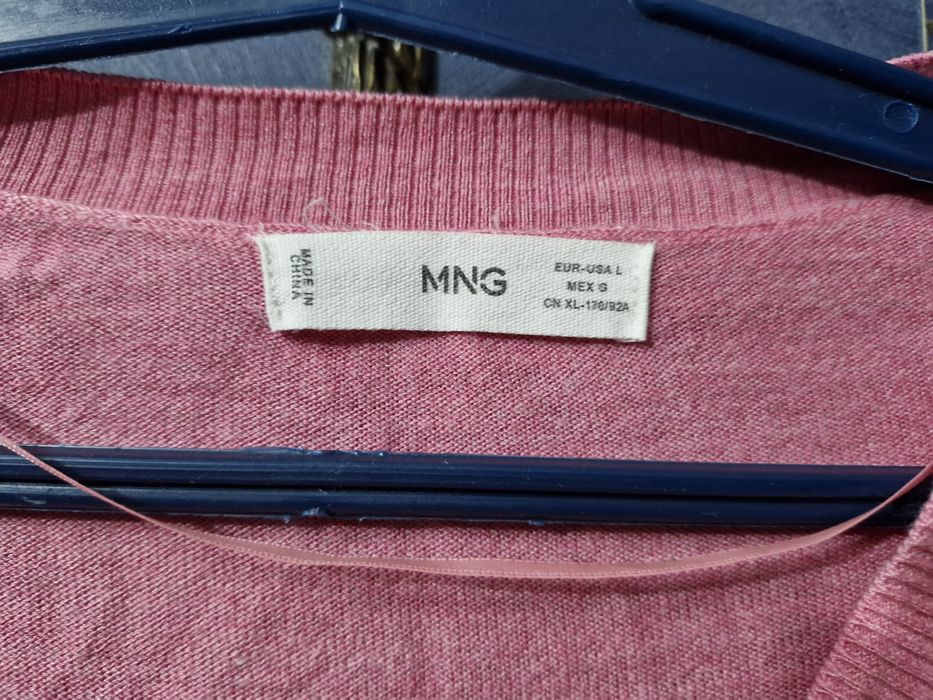 MADE IN
CHINA
MNG
EUR-USA L
MEX G
CN XL-170/92A